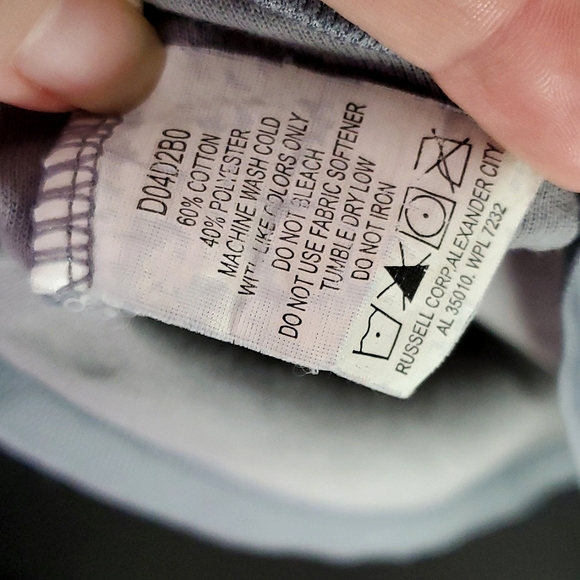 D04D2B0
60% COTTON
40% POLYESTER
MACHINE WASH COLD
WITH LIKE COLORS ONLY
DO NOT BLEACH
DO NOT USE FABRIC SOFTENER
TUMBLE DRY LOW
DO NOT IRON
RUSSELL CORP, ALEXANDER CITY
AL 35010, WPL 7232